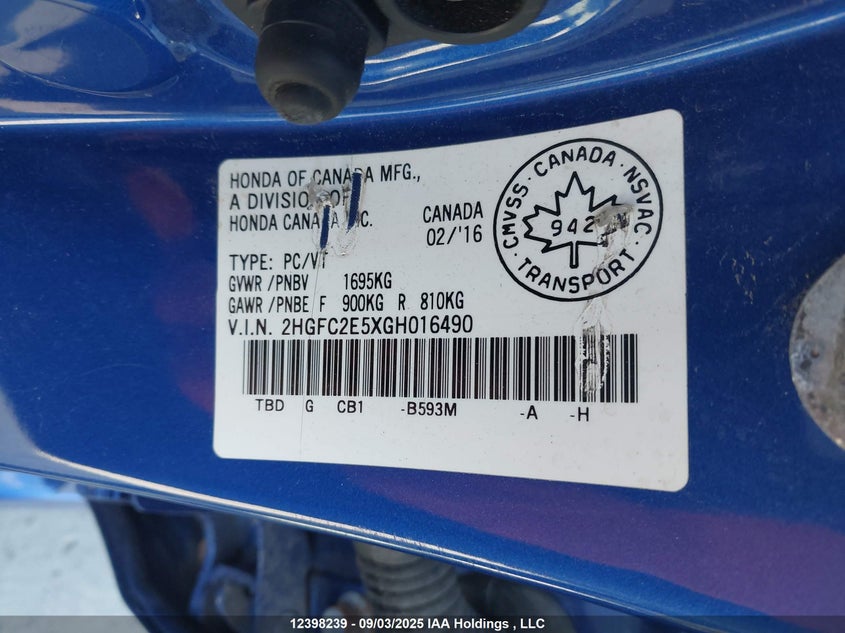 HONDA OF CANADA MFG.,
A DIVISION OF
HONDA CANADA INC.
CANADA
02/'16
CMVSS · CANADA · NSVAC
942
TRANSPORT
TYPE: PC/VT
GVWR /PNBV 1695KG
GAWR /PNBE F 900KG R 810KG
V.I.N. 2HGFC2E5XGH016490
TBD G CB1 -B593M -A -H
12398239 - 09/03/2025 - IAA Holdings , LLC